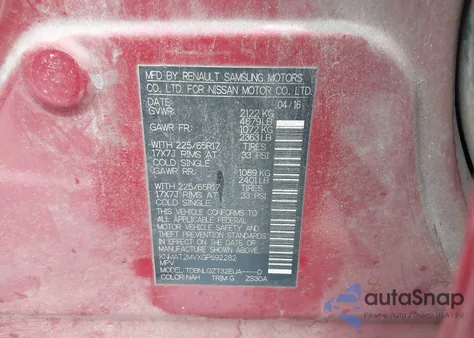 MFD BY RENAULT SAMSUNG MOTORS
CO., LTD. FOR NISSAN MOTOR CO., LTD.
DATE: 04/16
GVWR: 2122 KG
4679 LB
GAWR FR: 1072 KG
2363 LB
WITH 225/65R17 TIRES
17X7J RIMS AT 33 PSI
COLD SINGLE
GAWR RR: 1089 KG
2401 LB
WITH 225/65R17 TIRES
17X7J RIMS AT 33 PSI
COLD SINGLE
THIS VEHICLE CONFORMS TO
ALL APPLICABLE FEDERAL
MOTOR VEHICLE SAFETY
STANDARDS IN EFFECT ON
THE DATE OF MANUFACTURE
SHOWN ABOVE.
KNMAT2MVXGP692282
MPV
MODEL: TDBNLGZT32EUA----D
COLOR:NAH TRIM:G ZS30A
autoSnap